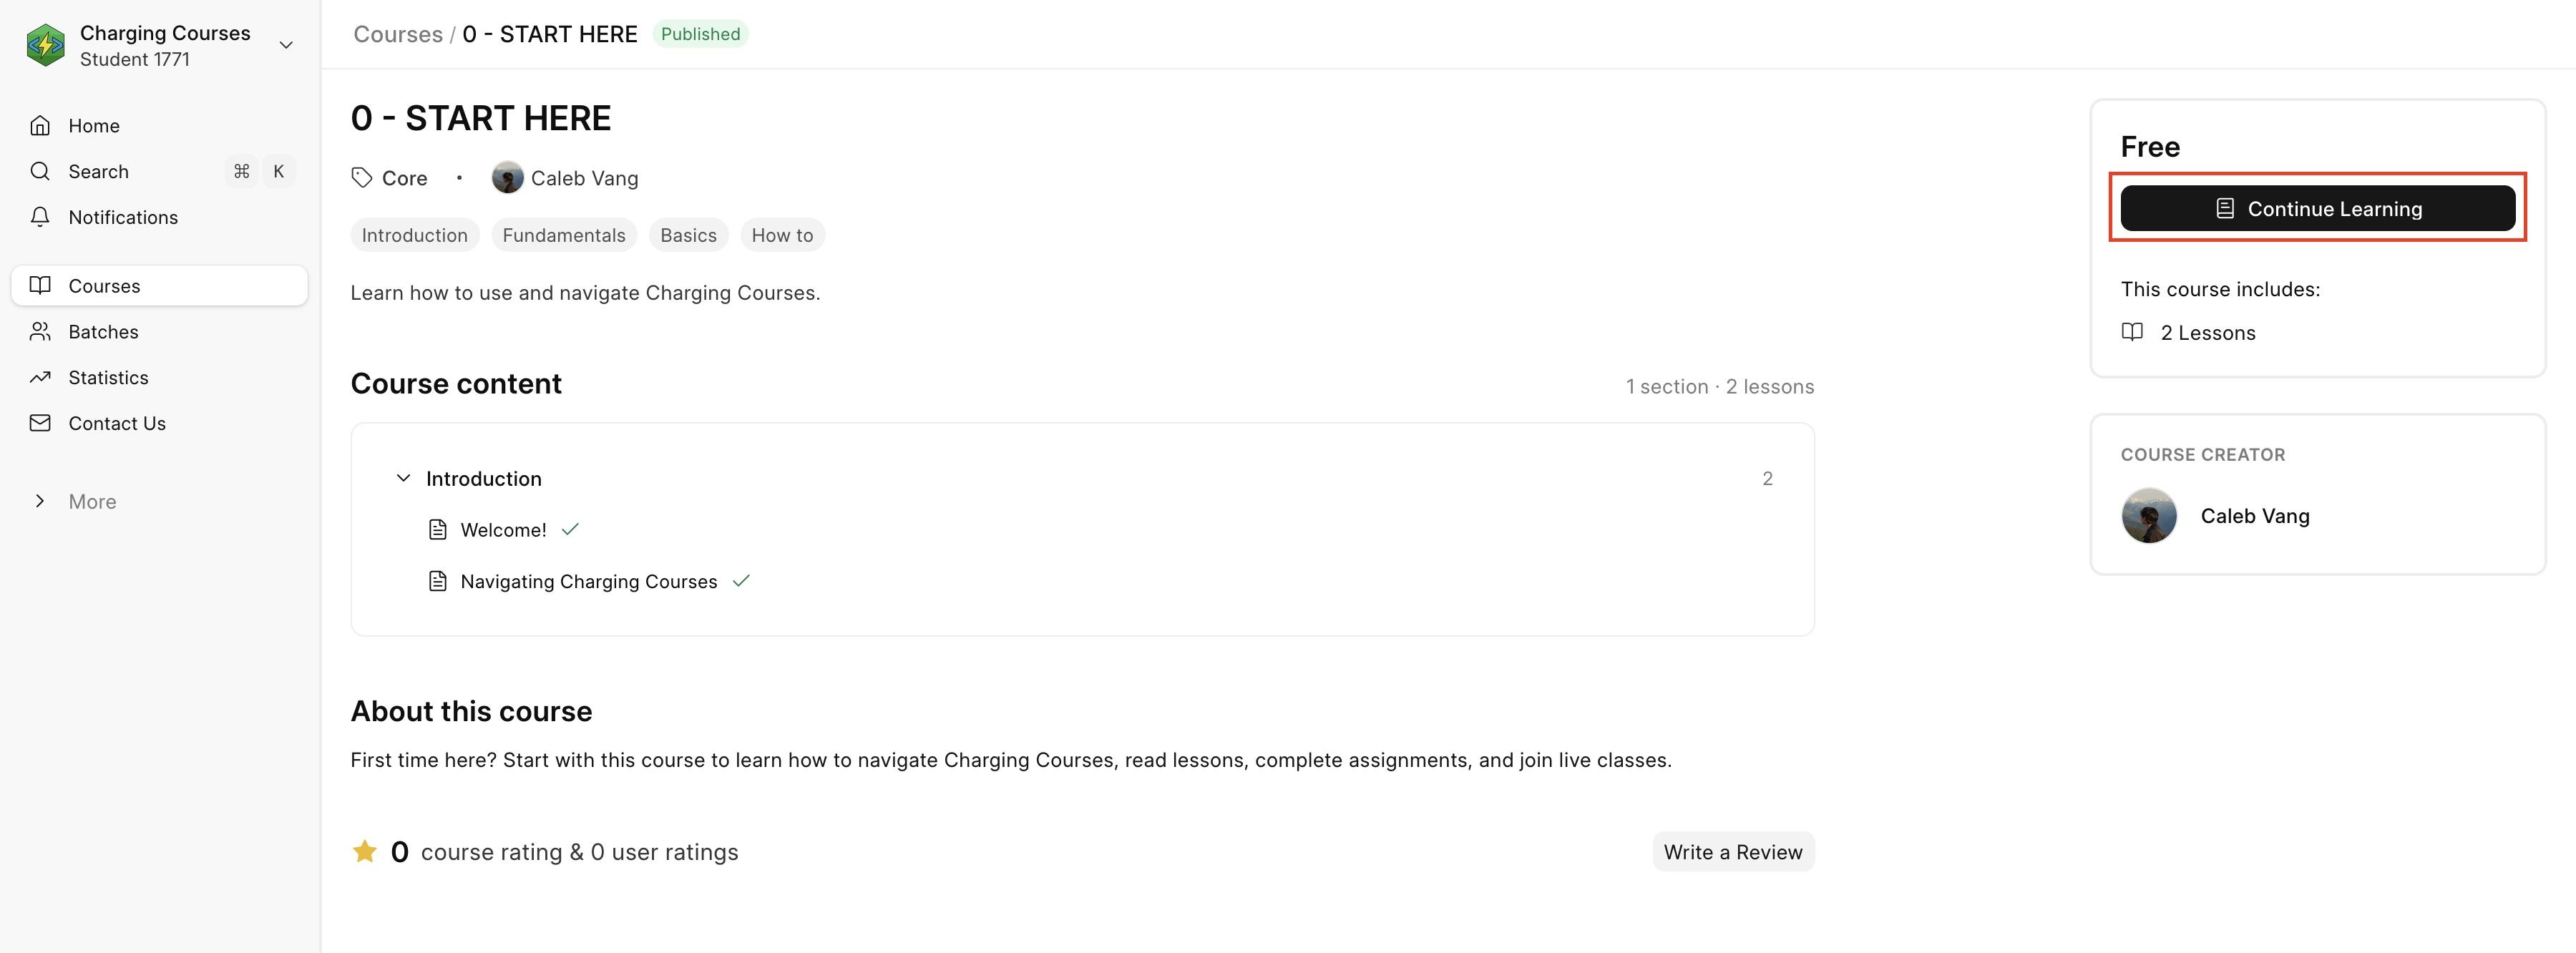 Charging Courses
Student 1771
Home
Search ⌘ K
Notifications
Courses
Batches
Statistics
Contact Us
More
Courses / 0 - START HERE Published
0 - START HERE
Core • Caleb Vang
Introduction Fundamentals Basics How to
Learn how to use and navigate Charging Courses.
Course content
1 section · 2 lessons
Introduction 2
Welcome!
Navigating Charging Courses
About this course
First time here? Start with this course to learn how to navigate Charging Courses, read lessons, complete assignments, and join live classes.
0 course rating & 0 user ratings
Write a Review
Free
Continue Learning
This course includes:
2 Lessons
COURSE CREATOR
Caleb Vang